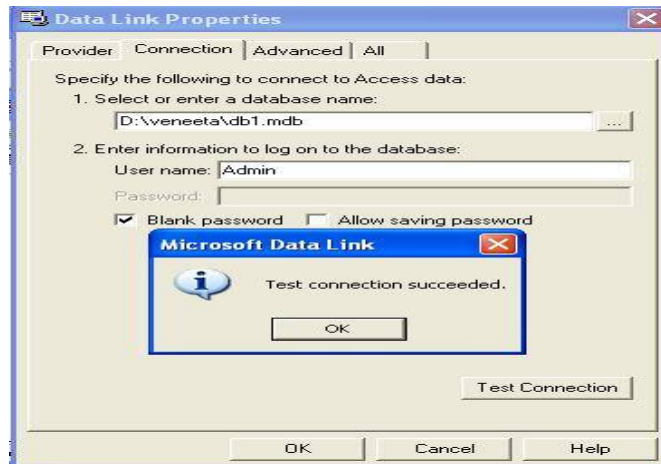 Data Link Properties
Provider Connection Advanced All
Specify the following to connect to Access data:
1. Select or enter a database name:
D:\veneeta\db1.mdb ...
2. Enter information to log on to the database:
User name: Admin
Password:
Blank password Allow saving password
Microsoft Data Link
Test connection succeeded.
OK
Test Connection
OK Cancel Help